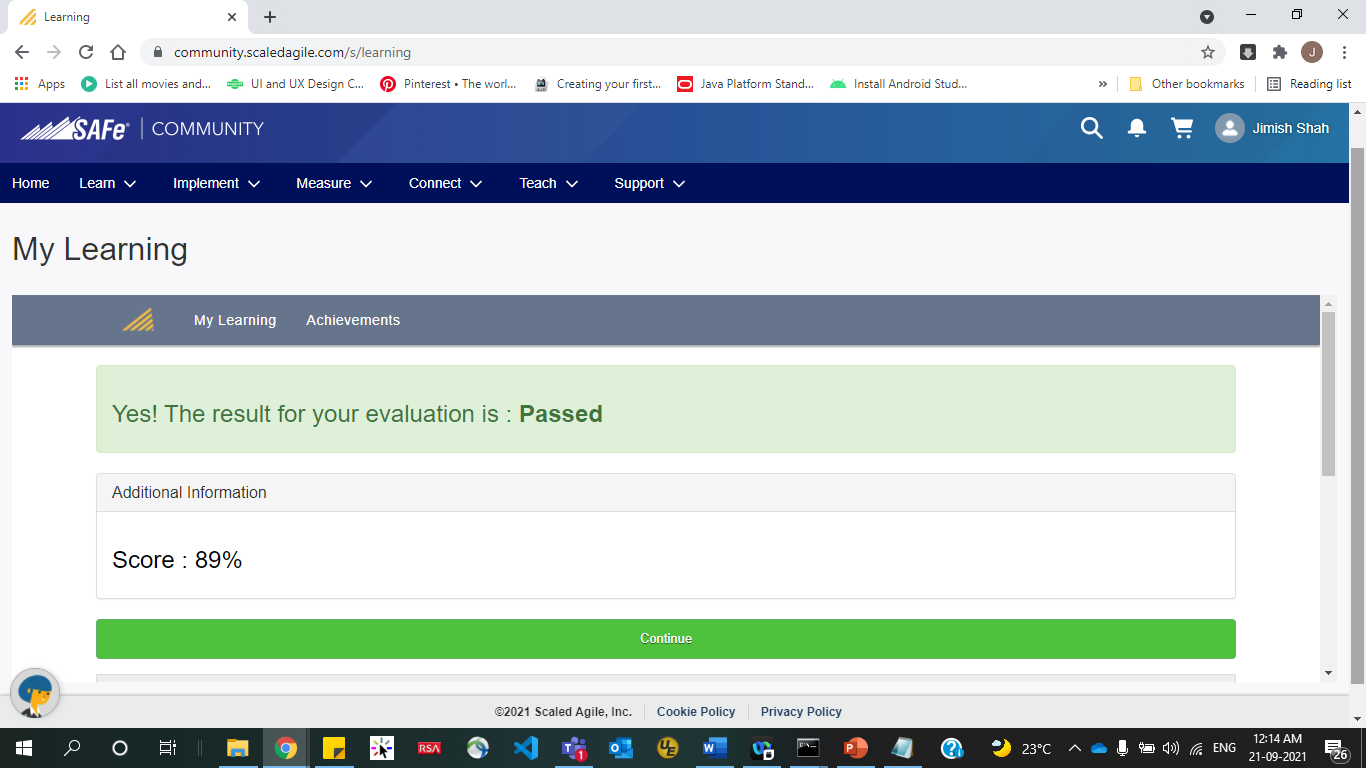 Learning
community.scaledagile.com/s/learning
J
Apps List all movies and... UI and UX Design C... Pinterest • The worl... Creating your first... Java Platform Stand... Install Android Stud... » Other bookmarks Reading list
SAFe® COMMUNITY Jimish Shah
Home Learn Implement Measure Connect Teach Support
My Learning
My Learning Achievements
Yes! The result for your evaluation is : Passed
Additional Information
Score : 89%
Continue
©2021 Scaled Agile, Inc. Cookie Policy Privacy Policy
RSA 1 UE 23°C ENG 12:14 AM
21-09-2021 26